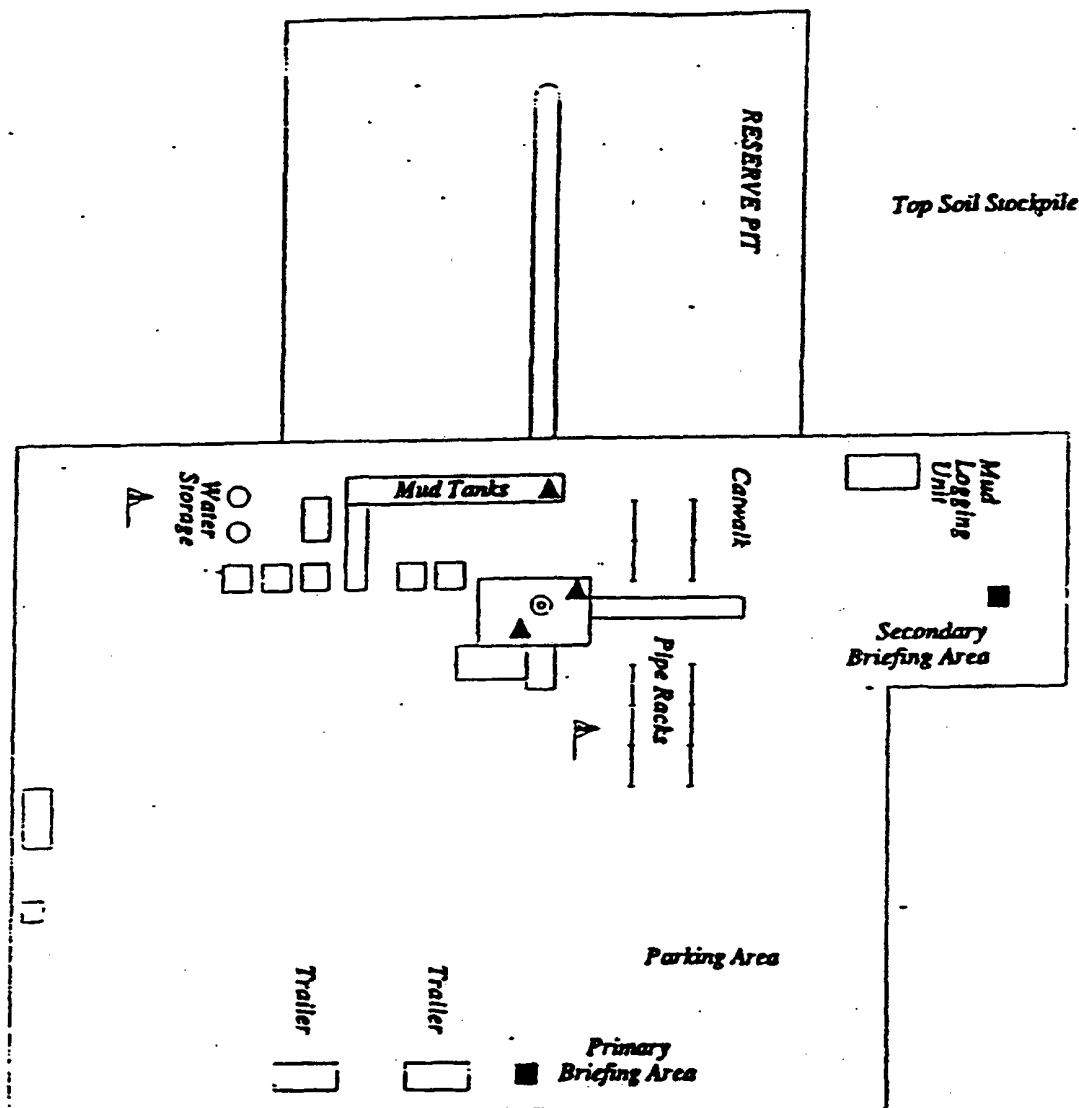 RESERVE PIT
Top Soil Stockpile
Mud Tanks
Water
Storage
Catwalk
Mud
Logging
Unit
Secondary
Briefing Area
Pipe Racks
Parking Area
Trailer
Trailer
Primary
Briefing Area